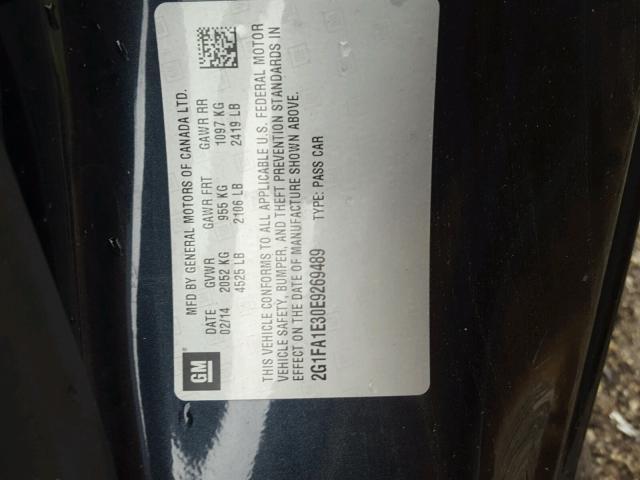 GM
MFD BY GENERAL MOTORS OF CANADA LTD.
DATE GVWR GAWR FRT GAWR RR
02/14 2052 KG 955 KG 1097 KG
4525 LB 2106 LB 2419 LB
THIS VEHICLE CONFORMS TO ALL APPLICABLE U.S. FEDERAL MOTOR
VEHICLE SAFETY, BUMPER, AND THEFT PREVENTION STANDARDS IN
EFFECT ON THE DATE OF MANUFACTURE SHOWN ABOVE.
2G1FA1E30E9269489 TYPE: PASS CAR